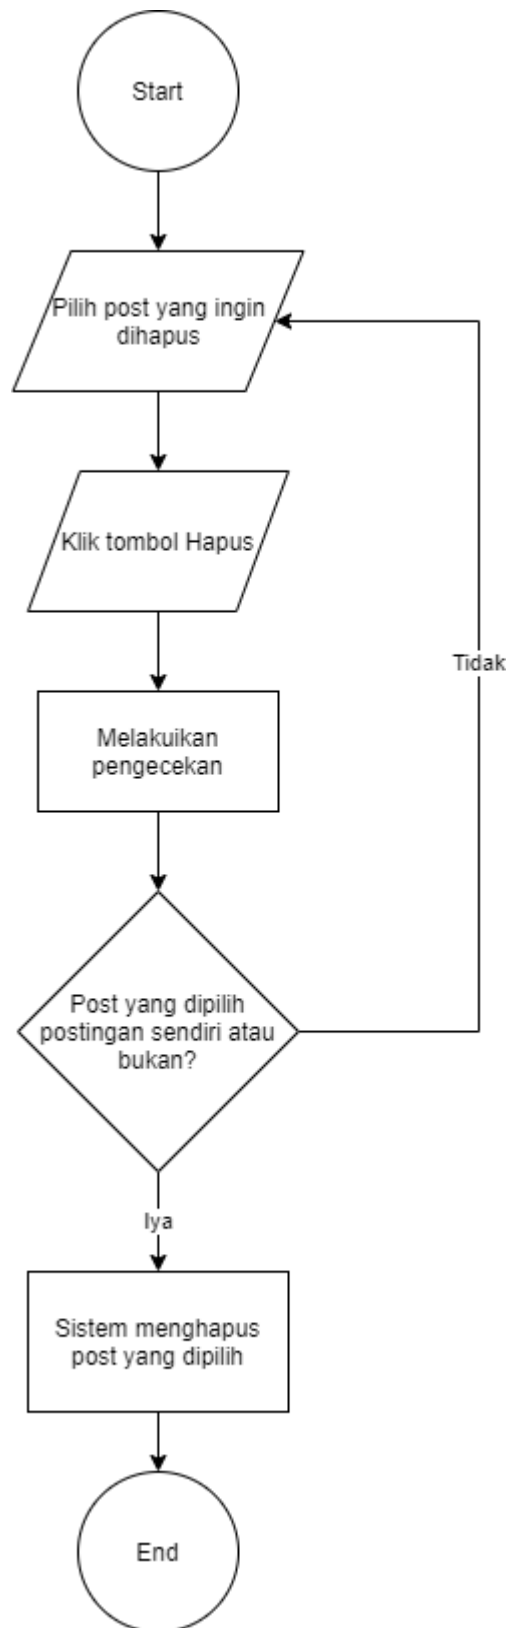 Start
Pilih post yang ingin
dihapus
Klik tombol Hapus
Tidak
Melakuikan
pengecekan
Post yang dipilih
postingan sendiri atau
bukan?
Iya
Sistem menghapus
post yang dipilih
End